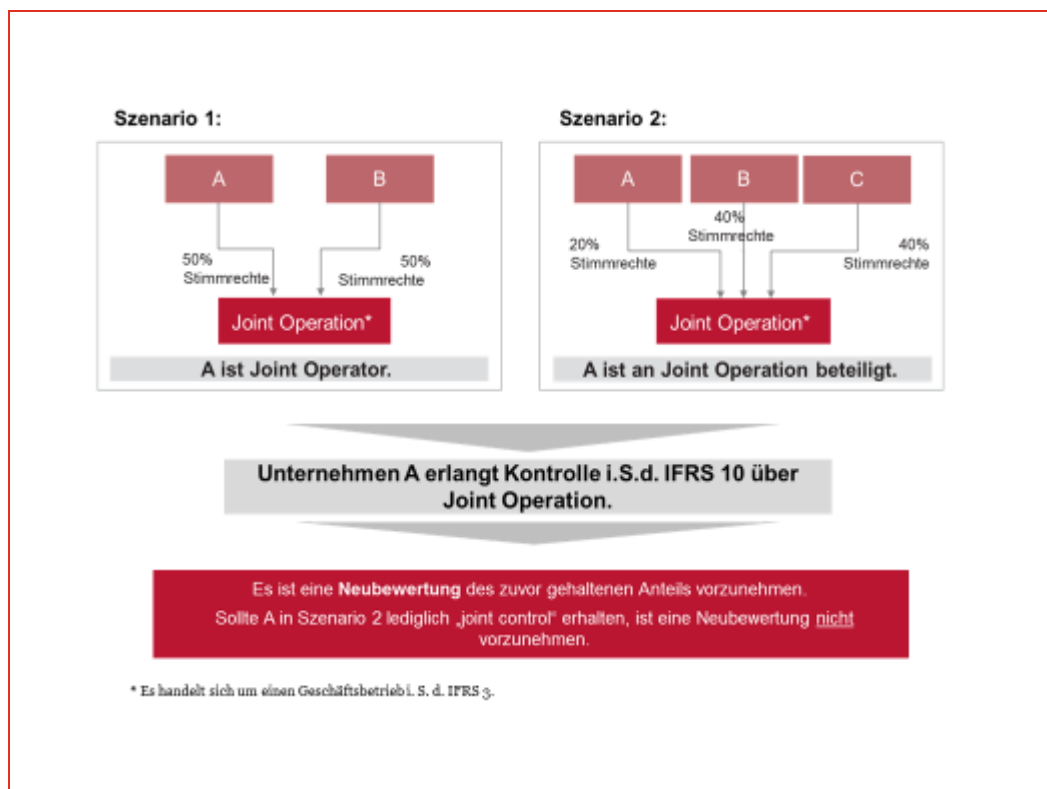 Szenario 1:
A
B
50%
Stimmrechte
50%
Stimmrechte
Joint Operation*
A ist Joint Operator.
Szenario 2:
A
B
C
20%
Stimmrechte
40%
Stimmrechte
40%
Stimmrechte
Joint Operation*
A ist an Joint Operation beteiligt.
Unternehmen A erlangt Kontrolle i.S.d. IFRS 10 über
Joint Operation.
Es ist eine Neubewertung des zuvor gehaltenen Anteils vorzunehmen.
Sollte A in Szenario 2 lediglich „joint control“ erhalten, ist eine Neubewertung nicht
vorzunehmen.
* Es handelt sich um einen Geschäftsbetrieb i. S. d. IFRS 3.